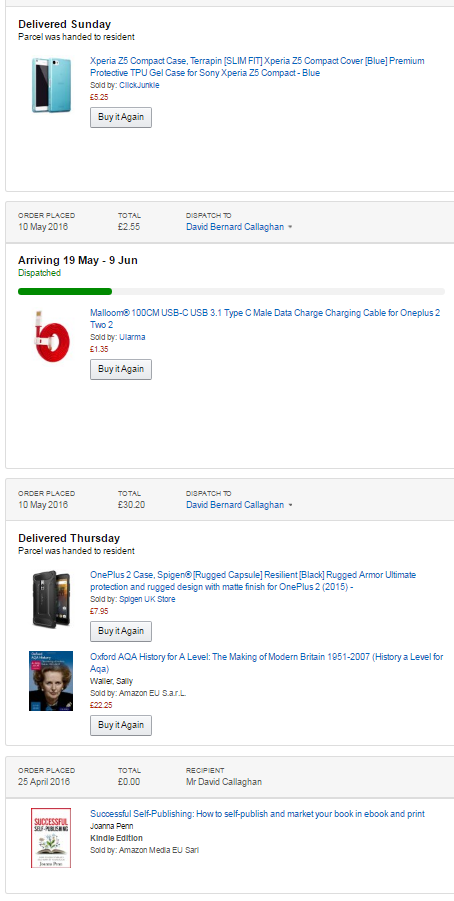 Delivered Sunday
Parcel was handed to resident
Xperia Z5 Compact Case, Terrapin [SLIM FIT] Xperia Z5 Compact Cover [Blue] Premium
Protective TPU Gel Case for Sony Xperia Z5 Compact - Blue
Sold by: ClickJunkie
£5.25
Buy it Again
ORDER PLACED
10 May 2016
TOTAL
£2.55
DISPATCH TO
David Bernard Callaghan
Arriving 19 May - 9 Jun
Dispatched
Malloom® 100CM USB-C USB 3.1 Type C Male Data Charge Charging Cable for Oneplus 2
Two 2
Sold by: Ularma
£1.35
Buy it Again
ORDER PLACED
10 May 2016
TOTAL
£30.20
DISPATCH TO
David Bernard Callaghan
Delivered Thursday
Parcel was handed to resident
OnePlus 2 Case, Spigen® [Rugged Capsule] Resilient [Black] Rugged Armor Ultimate
protection and rugged design with matte finish for OnePlus 2 (2015) -
Sold by: Spigen UK Store
£7.95
Buy it Again
Oxford AQA History for A Level: The Making of Modern Britain 1951-2007 (History a Level for
Aqa)
Waller, Sally
Sold by: Amazon EU S.a.r.L.
£22.25
Buy it Again
ORDER PLACED
25 April 2016
TOTAL
£0.00
RECIPIENT
Mr David Callaghan
SUCCESSFUL
SELF-PUBLISHING
Joanna Penn
Successful Self-Publishing: How to self-publish and market your book in ebook and print
Joanna Penn
Kindle Edition
Sold by: Amazon Media EU Sarl